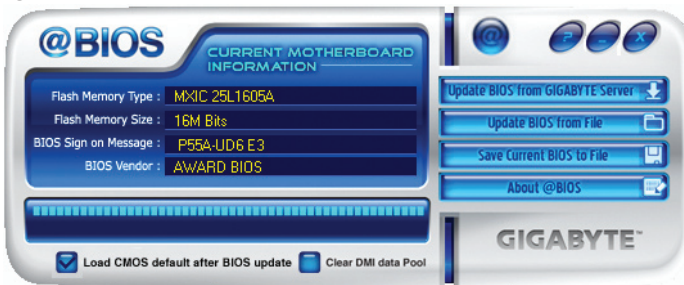 @BIOS
CURRENT MOTHERBOARD
INFORMATION
Flash Memory Type : MXIC 25L1605A
Flash Memory Size : 16M Bits
BIOS Sign on Message : P55A-UD6 E3
BIOS Vendor : AWARD BIOS
Load CMOS default after BIOS update
Clear DMI data Pool
@ ? - X
Update BIOS from GIGABYTE Server
Update BIOS from File
Save Current BIOS to File
About @BIOS
GIGABYTE™